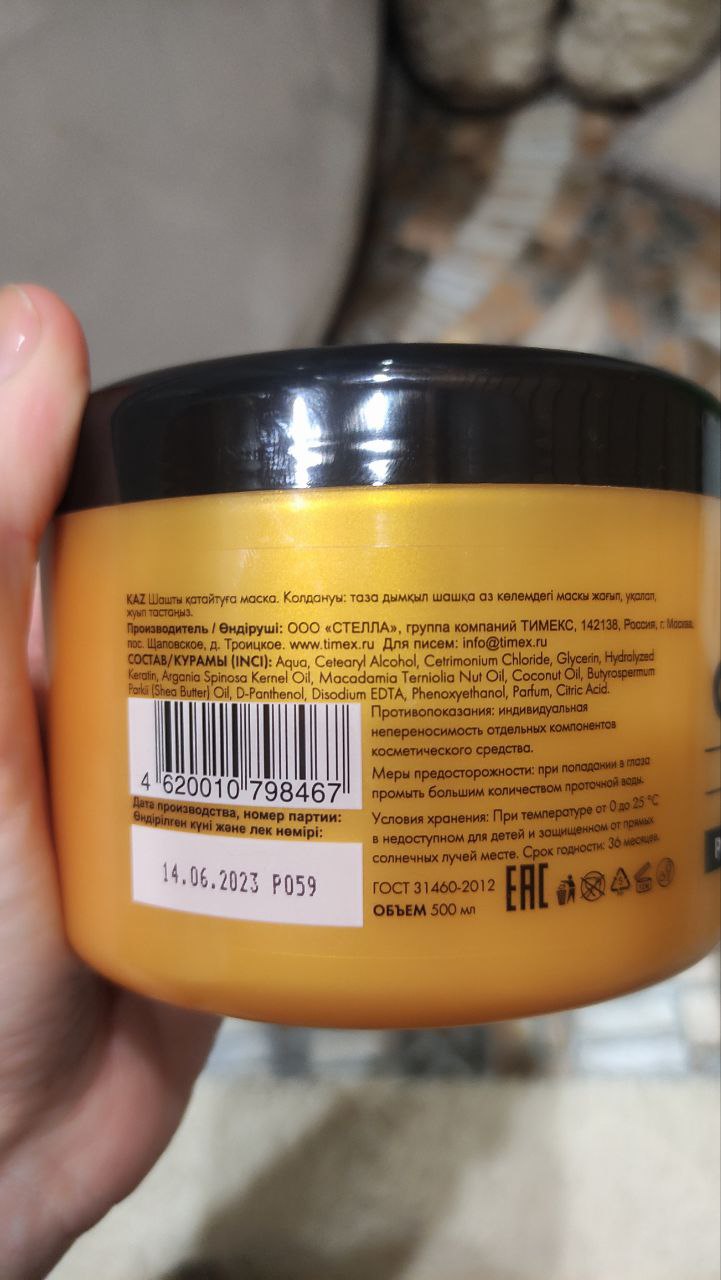 KAZ Шашты қатайтуға маска. Колдануы: таза дымқыл шашқа аз көлемдегі маскы жағып, уқалап,
жуып тастаңыз.
Производитель / Өндіруші: ООО «СТЕЛЛА», группа компаний ТИМЕКС, 142138, Россия, г. Москва,
пос. Щаповское, д. Троицкое. www.timex.ru Для писем: info@timex.ru
СОСТАВ/КУРАМЫ (INCI): Aqua, Cetearyl Alcohol, Cetrimonium Chloride, Glycerin, Hydrolyzed
Keratin, Argania Spinosa Kernel Oil, Macadamia Terniolia Nut Oil, Coconut Oil, Butyrospermum
Parkii (Shea Butter) Oil, D-Panthenol, Disodium EDTA, Phenoxyethanol, Parfum, Citric Acid.
4 620010 798467
Дата производства, номер партии:
Өндірілген күні және лек нөмірі:
14.06.2023 P059
Противопоказания: индивидуальная
непереносимость отдельных компонентов
косметического средства.
Меры предосторожности: при попадании в глаза
промыть большим количеством проточной воды.
Условия хранения: При температуре от 0 до 25 °С
в недоступном для детей и защищенном от прямых
солнечных лучей месте. Срок годности: 36 месяцев.
ГОСТ 31460-2012
EAC
ОБЪЕМ 500 мл